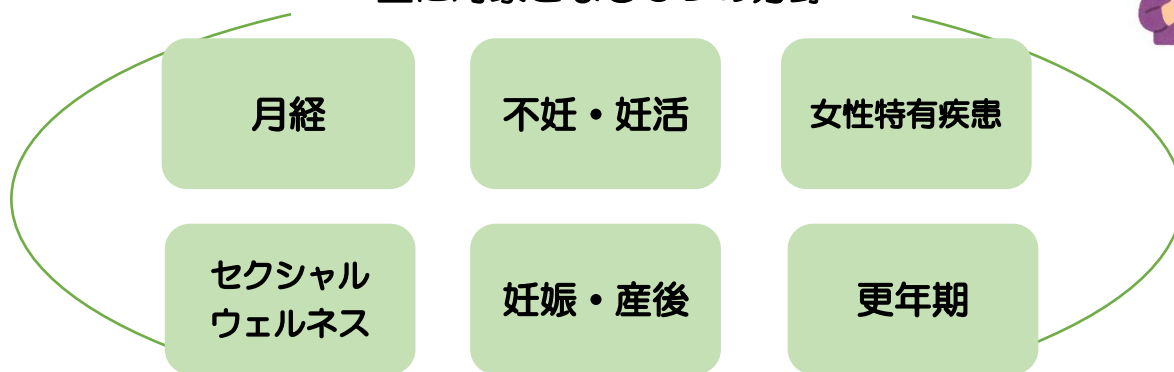 月経
不妊・妊活
女性特有疾患
セクシャル
ウェルネス
妊娠・産後
更年期